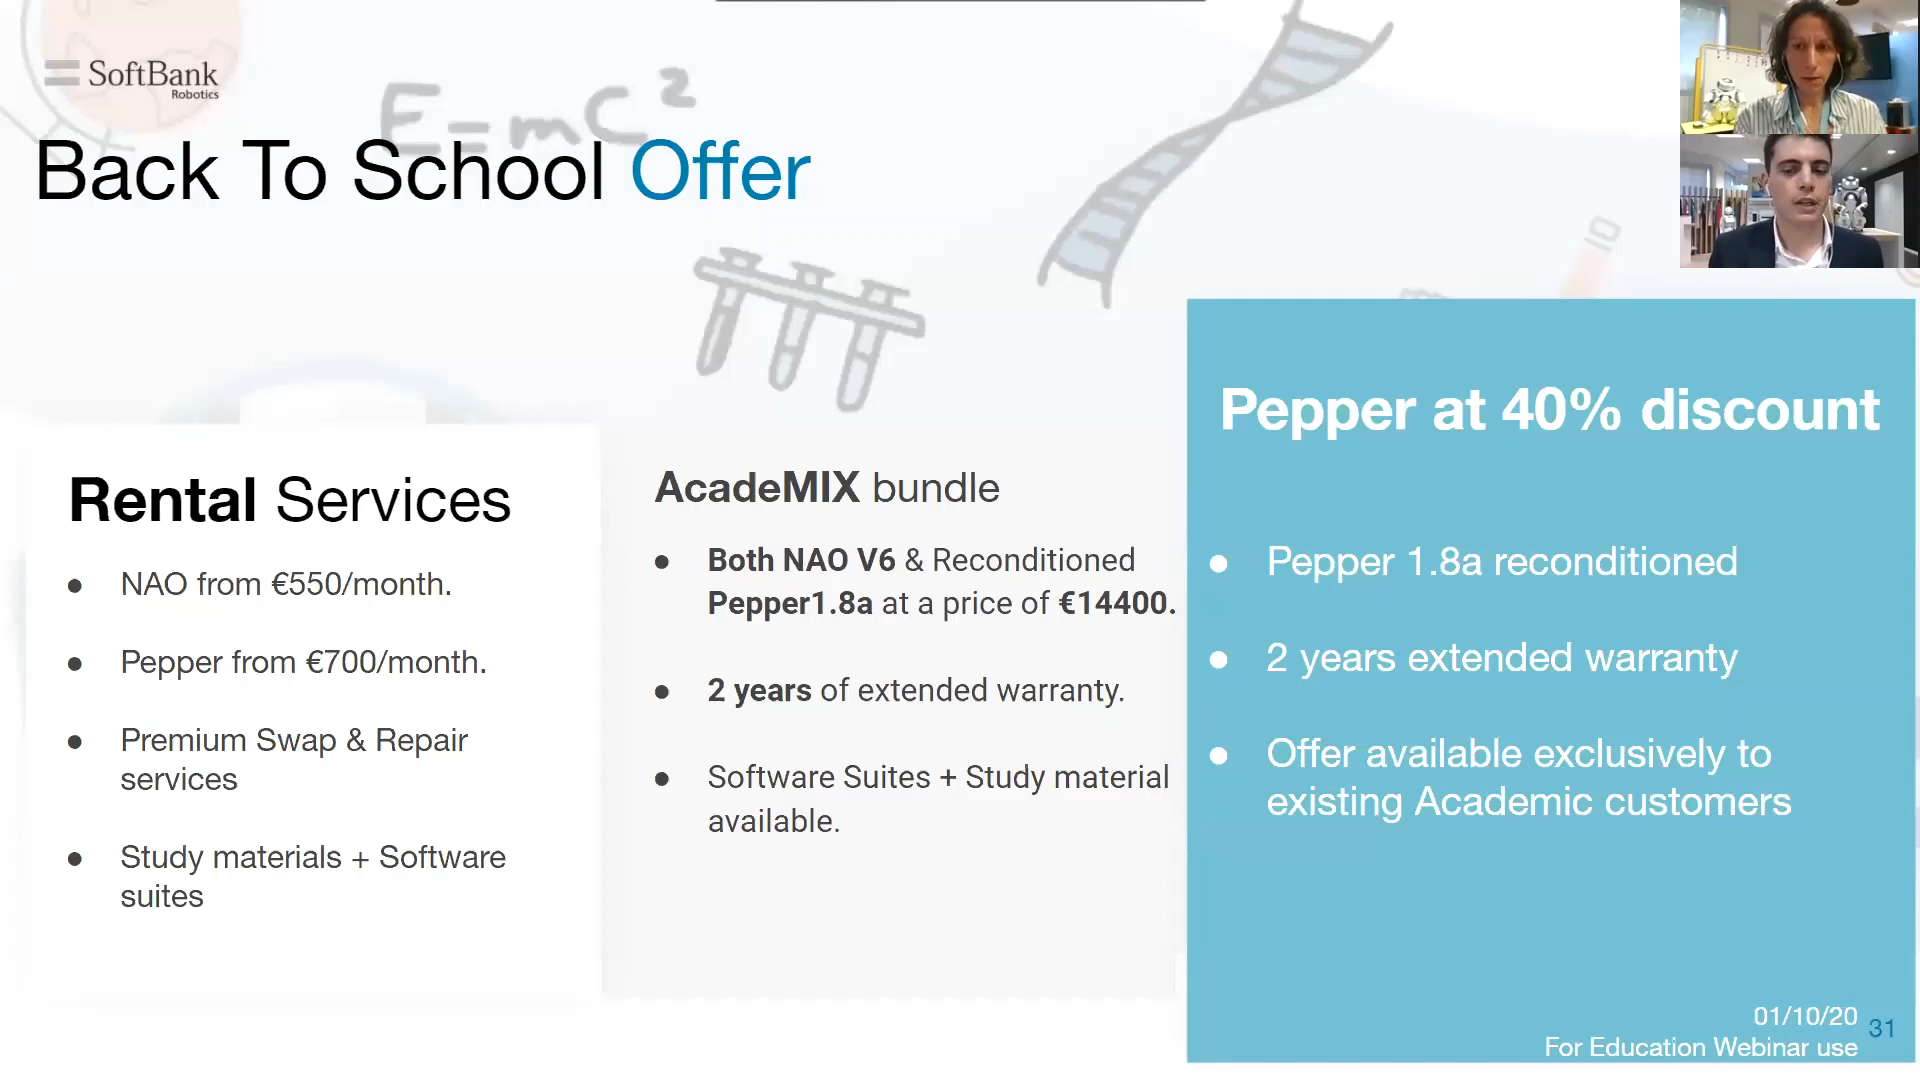 SoftBank
Robotics
E=mc²
Back To School Offer
10
Rental Services
● NAO from €550/month.
● Pepper from €700/month.
● Premium Swap & Repair
services
● Study materials + Software
suites
AcadeMIX bundle
● Both NAO V6 & Reconditioned
Pepper1.8a at a price of €14400.
● 2 years of extended warranty.
● Software Suites + Study material
available.
Pepper at 40% discount
● Pepper 1.8a reconditioned
● 2 years extended warranty
● Offer available exclusively to
existing Academic customers
01/10/20
31
For Education Webinar use